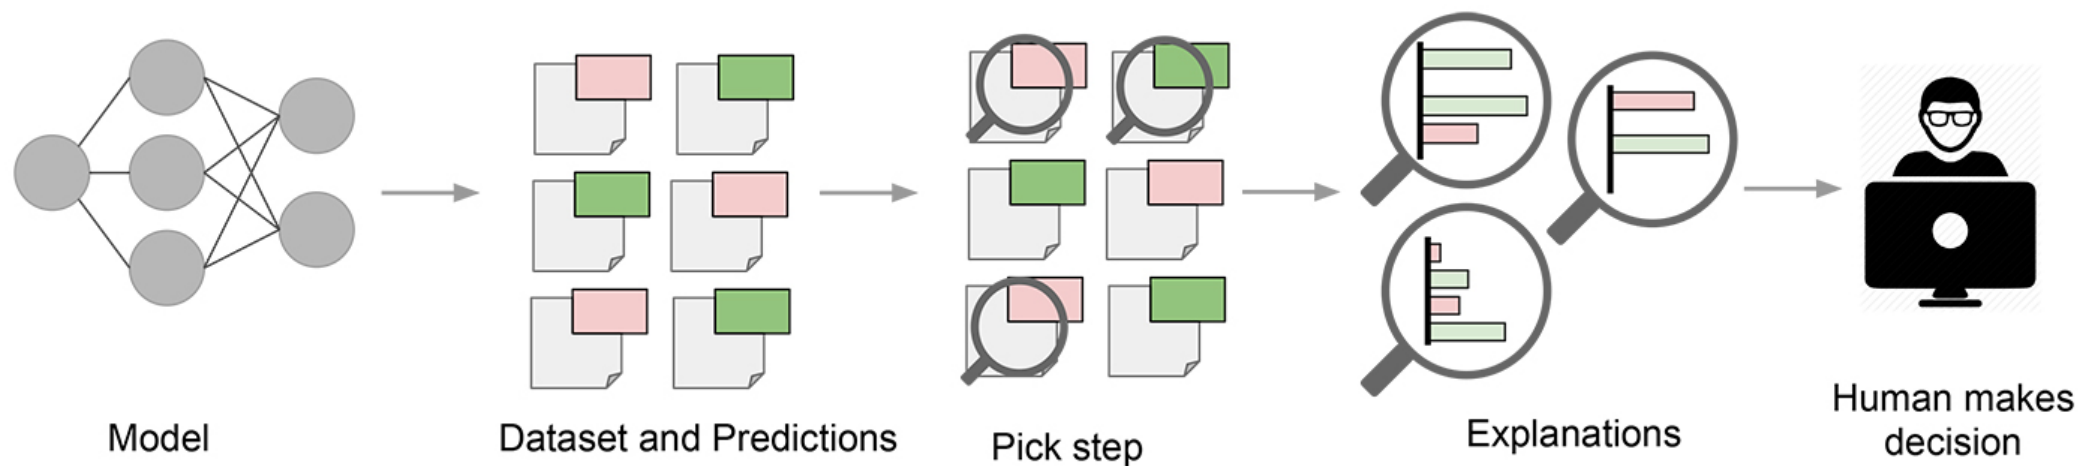 Model
Dataset and Predictions
Pick step
Explanations
Human makes
decision